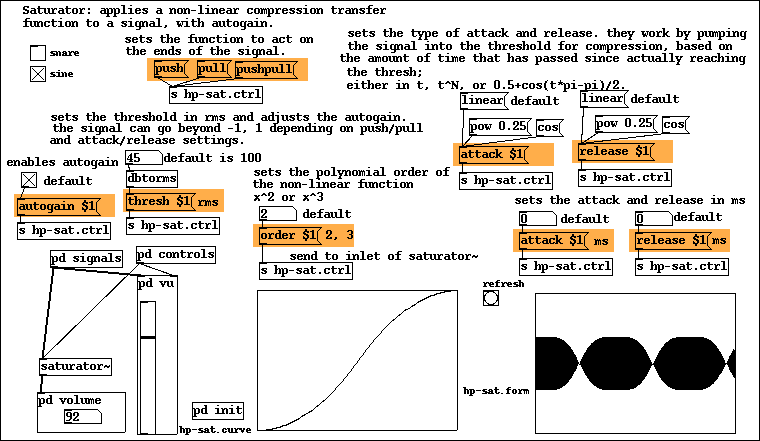 Saturator: applies a non-linear compression transfer
function to a signal, with autogain.
snare
sine
sets the function to act on
the ends of the signal.
push pull pushpull
s hp-sat.ctrl
sets the type of attack and release. they work by pumping
the signal into the threshold for compression, based on
the amount of time that has passed since actually reaching
the thresh;
either in t, t^N, or 0.5+cos(t*pi-pi)/2.
linear default
pow 0.25 cos
attack $1
s hp-sat.ctrl
linear default
pow 0.25 cos
release $1
s hp-sat.ctrl
sets the threshold in rms and adjusts the autogain.
the signal can go beyond -1, 1 depending on push/pull
and attack/release settings.
enables autogain
default
autogain $1
s hp-sat.ctrl
45 default is 100
dbtorms
thresh $1 rms
s hp-sat.ctrl
sets the polynomial order of
the non-linear function
x^2 or x^3
2 default
order $1 2, 3
send to inlet of saturator~
s hp-sat.ctrl
sets the attack and release in ms
0 default
attack $1 ms
s hp-sat.ctrl
0 default
release $1 ms
s hp-sat.ctrl
pd signals
pd controls
pd vu
saturator~
pd volume
92
pd init
hp-sat.curve
refresh
hp-sat.form